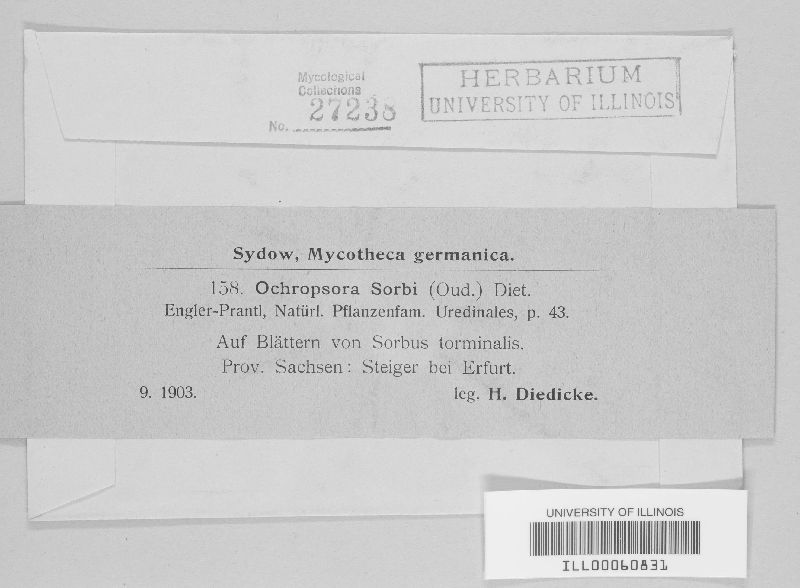 Mycological
Collections
No. 27238
HERBARIUM
UNIVERSITY OF ILLINOIS
Sydow, Mycotheca germanica.
158. Ochropsora Sorbi (Oud.) Diet.
Engler-Prantl, Natürl. Pflanzenfam. Uredinales, p. 43.
Auf Blättern von Sorbus torminalis.
Prov. Sachsen: Steiger bei Erfurt.
9. 1903. leg. H. Diedicke.
UNIVERSITY OF ILLINOIS
ILL00060831